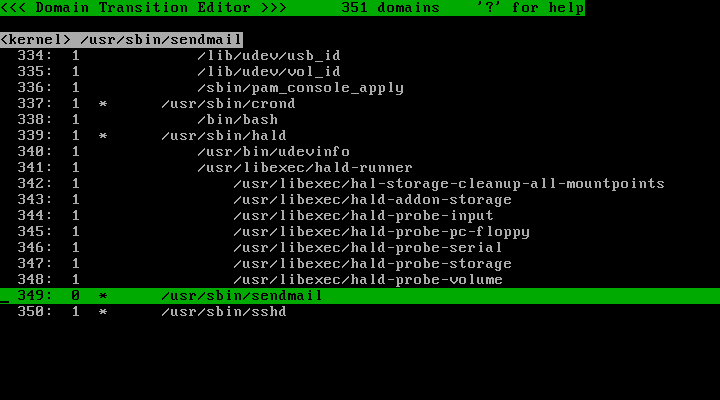 <<< Domain Transition Editor >>>      351 domains    '?' for help
<kernel> /usr/sbin/sendmail
334:  1             /lib/udev/usb_id
335:  1             /lib/udev/vol_id
336:  1             /sbin/pam_console_apply
337:  1  *      /usr/sbin/crond
338:  1             /bin/bash
339:  1  *      /usr/sbin/hald
340:  1             /usr/bin/udevinfo
341:  1             /usr/libexec/hald-runner
342:  1                 /usr/libexec/hal-storage-cleanup-all-mountpoints
343:  1                 /usr/libexec/hald-addon-storage
344:  1                 /usr/libexec/hald-probe-input
345:  1                 /usr/libexec/hald-probe-pc-floppy
346:  1                 /usr/libexec/hald-probe-serial
347:  1                 /usr/libexec/hald-probe-storage
348:  1                 /usr/libexec/hald-probe-volume
349:  0  *      /usr/sbin/sendmail
350:  1  *      /usr/sbin/sshd